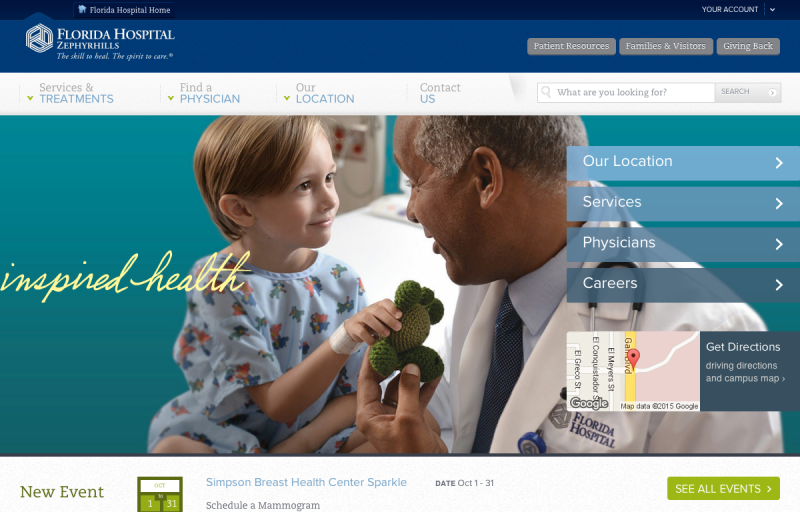 Florida Hospital Home
YOUR ACCOUNT
FLORIDA HOSPITAL
ZEPHYRHILLS
The skill to heal. The spirit to care.®
Patient Resources
Families & Visitors
Giving Back
Services &
TREATMENTS
Find a
PHYSICIAN
Our
LOCATION
Contact
US
What are you looking for?
SEARCH
Our Location
Services
Physicians
Careers
inspired health
El Greco St
El Conquistador St
El Meyers St
Gall Blvd
Google
Map data ©2015 Google
Get Directions
driving directions
and campus map ›
FLORIDA
HOSPITAL
New Event
OCT
to
1 31
Simpson Breast Health Center Sparkle
Schedule a Mammogram
DATE Oct 1 - 31
SEE ALL EVENTS